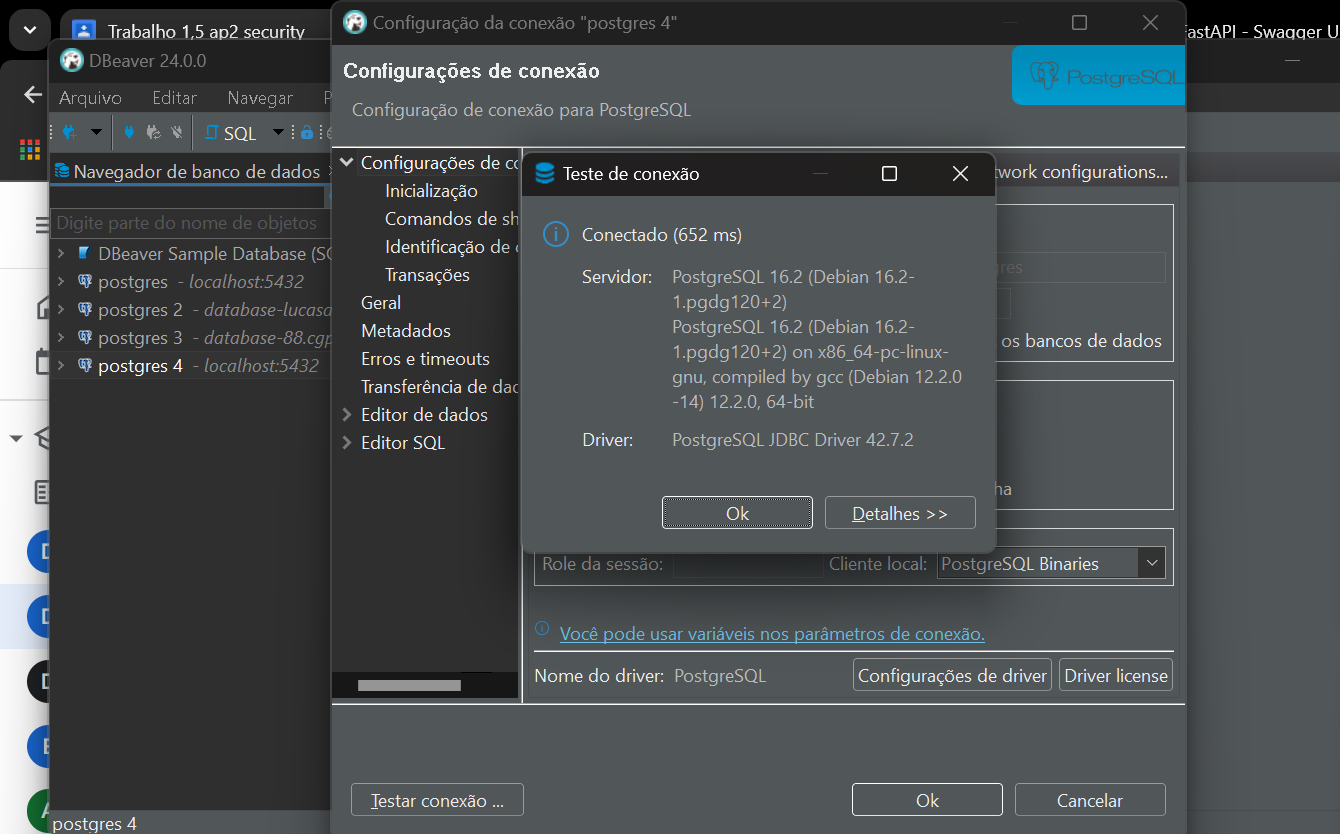 Trabalho 1,5 ap2 security
FastAPI - Swagger U
DBeaver 24.0.0
Arquivo Editar Navegar P
SQL
Navegador de banco de dados
Digite parte do nome de objetos
DBeaver Sample Database (SQ
postgres - localhost:5432
postgres 2 - database-lucasa
postgres 3 - database-88.cgp
postgres 4 - localhost:5432
postgres 4
Configuração da conexão "postgres 4"
Configurações de conexão
Configuração de conexão para PostgreSQL
PostgreSQL
Configurações de co
Inicialização
Comandos de sh
Identificação de c
Transações
Geral
Metadados
Erros e timeouts
Transferência de dad
Editor de dados
Editor SQL
twork configurations...
gres
os bancos de dados
ha
Teste de conexão
Conectado (652 ms)
Servidor: PostgreSQL 16.2 (Debian 16.2-
1.pgdg120+2)
PostgreSQL 16.2 (Debian 16.2-
1.pgdg120+2) on x86_64-pc-linux-
gnu, compiled by gcc (Debian 12.2.0
-14) 12.2.0, 64-bit
Driver: PostgreSQL JDBC Driver 42.7.2
Ok Detalhes >>
Role da sessão: Cliente local: PostgreSQL Binaries
Você pode usar variáveis nos parâmetros de conexão.
Nome do driver: PostgreSQL Configurações de driver Driver license
Testar conexão ... Ok Cancelar